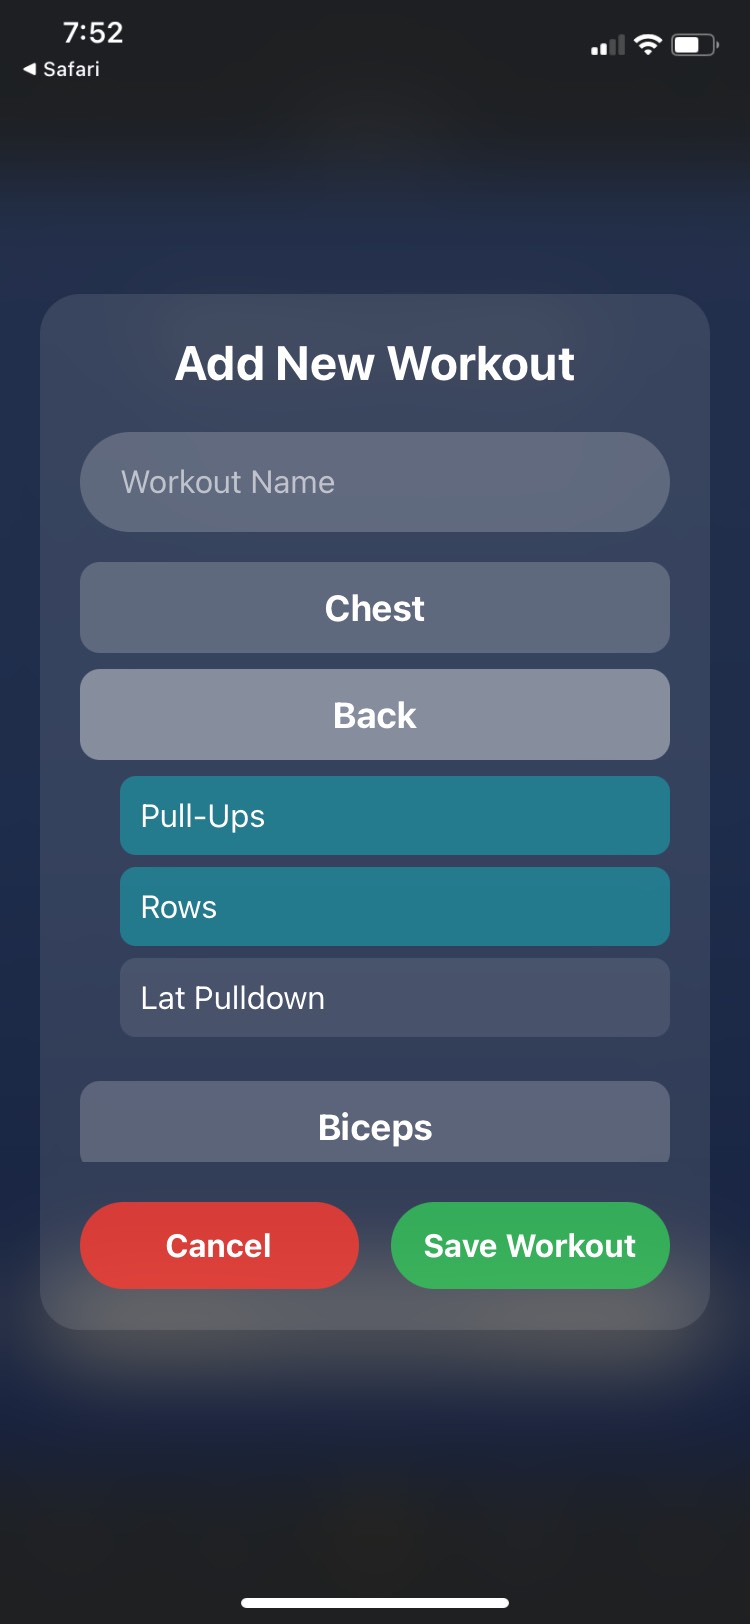 7:52
◀ Safari
Add New Workout
Workout Name
Chest
Back
Pull-Ups
Rows
Lat Pulldown
Biceps
Cancel
Save Workout